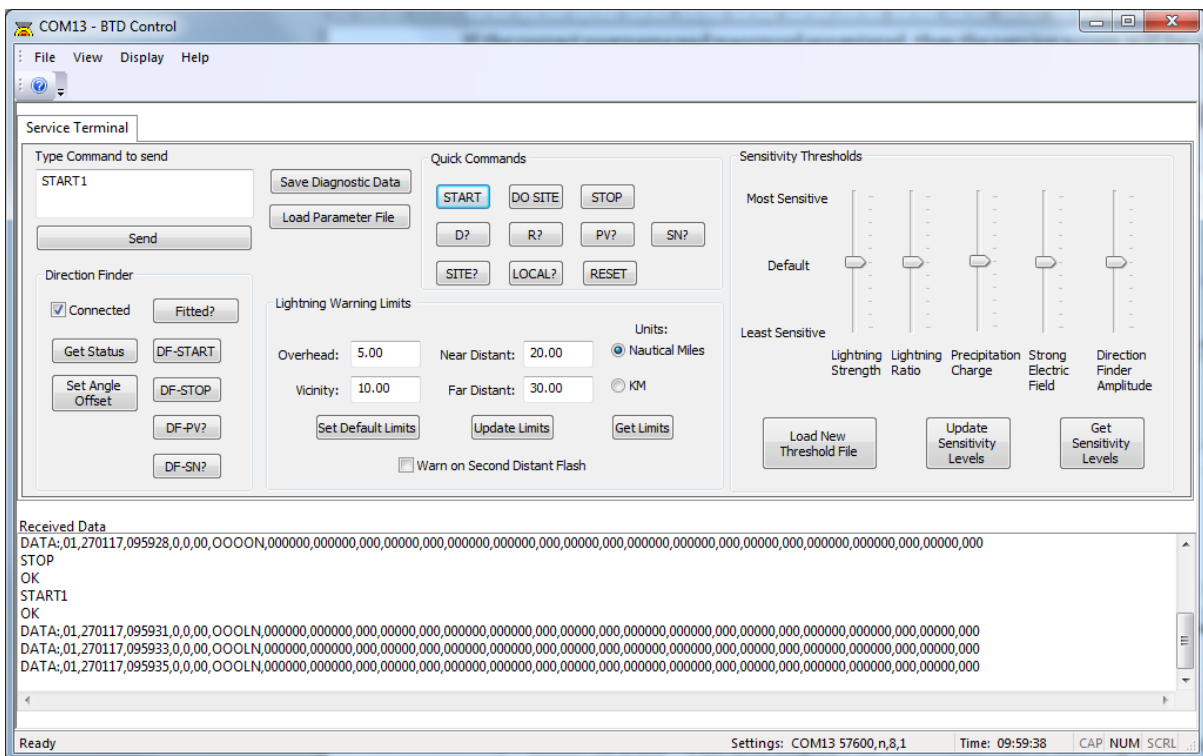 COM13 - BTD Control
File View Display Help
Service Terminal
Type Command to send
START1
Send
Save Diagnostic Data
Load Parameter File
Quick Commands
START DO SITE STOP
D? R? PV? SN?
SITE? LOCAL? RESET
Direction Finder
Connected Fitted?
Get Status DF-START
Set Angle
Offset
DF-STOP
DF-PV?
DF-SN?
Lightning Warning Limits
Overhead: 5.00 Near Distant: 20.00
Vicinity: 10.00 Far Distant: 30.00
Units:
Nautical Miles
KM
Set Default Limits Update Limits Get Limits
Warn on Second Distant Flash
Sensitivity Thresholds
Most Sensitive
Default
Least Sensitive
Lightning
Strength
Lightning
Ratio
Precipitation
Charge
Strong
Electric
Field
Direction
Finder
Amplitude
Load New
Threshold File
Update
Sensitivity
Levels
Get
Sensitivity
Levels
Received Data
DATA:,01,270117,095928,0,0,00,OOOON,000000,000000,000,00000,000,000000,000000,000,00000,000,000000,000000,000,00000,000,000000,000000,000,00000,000
STOP
OK
START1
OK
DATA:,01,270117,095931,0,0,00,OOOLN,000000,000000,000,00000,000,000000,000000,000,00000,000,000000,000000,000,00000,000,000000,000000,000,00000,000
DATA:,01,270117,095933,0,0,00,OOOLN,000000,000000,000,00000,000,000000,000000,000,00000,000,000000,000000,000,00000,000,000000,000000,000,00000,000
DATA:,01,270117,095935,0,0,00,OOOLN,000000,000000,000,00000,000,000000,000000,000,00000,000,000000,000000,000,00000,000,000000,000000,000,00000,000
Ready Settings: COM13 57600,n,8,1 Time: 09:59:38 CAP NUM SCRL